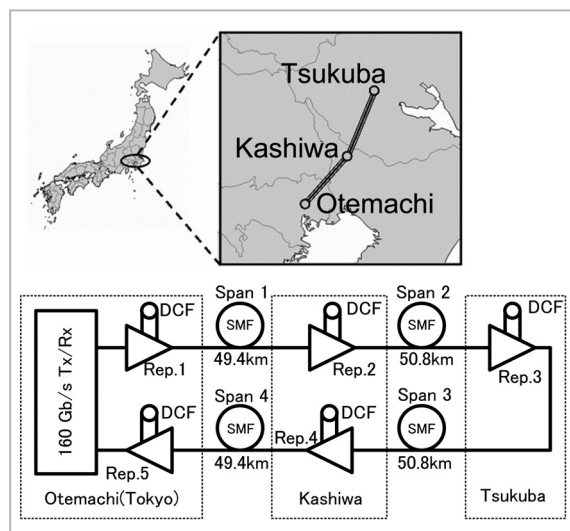 Tsukuba
Kashiwa
Otemachi
Span 1
Span 2
DCF
SMF
DCF
SMF
DCF
160 Gb/s Tx/Rx
Rep.1
49.4km
Rep.2
50.8km
Rep.3
Span 4
Span 3
DCF
SMF
Rep.4
DCF
SMF
Rep.5
49.4km
50.8km
Otemachi(Tokyo)
Kashiwa
Tsukuba